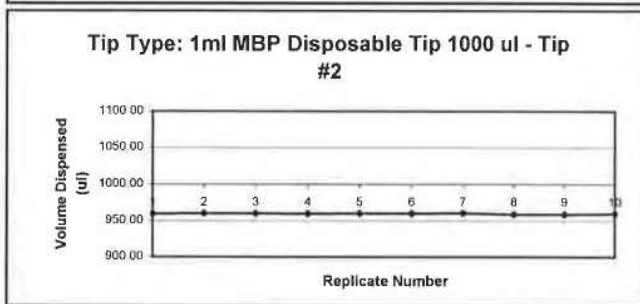 Tip Type: 1ml MBP Disposable Tip 1000 ul - Tip
#2
Volume Dispensed
(ul)
1100.00
1050.00
1000.00
950.00
900.00
1 2 3 4 5 6 7 8 9 10
Replicate Number